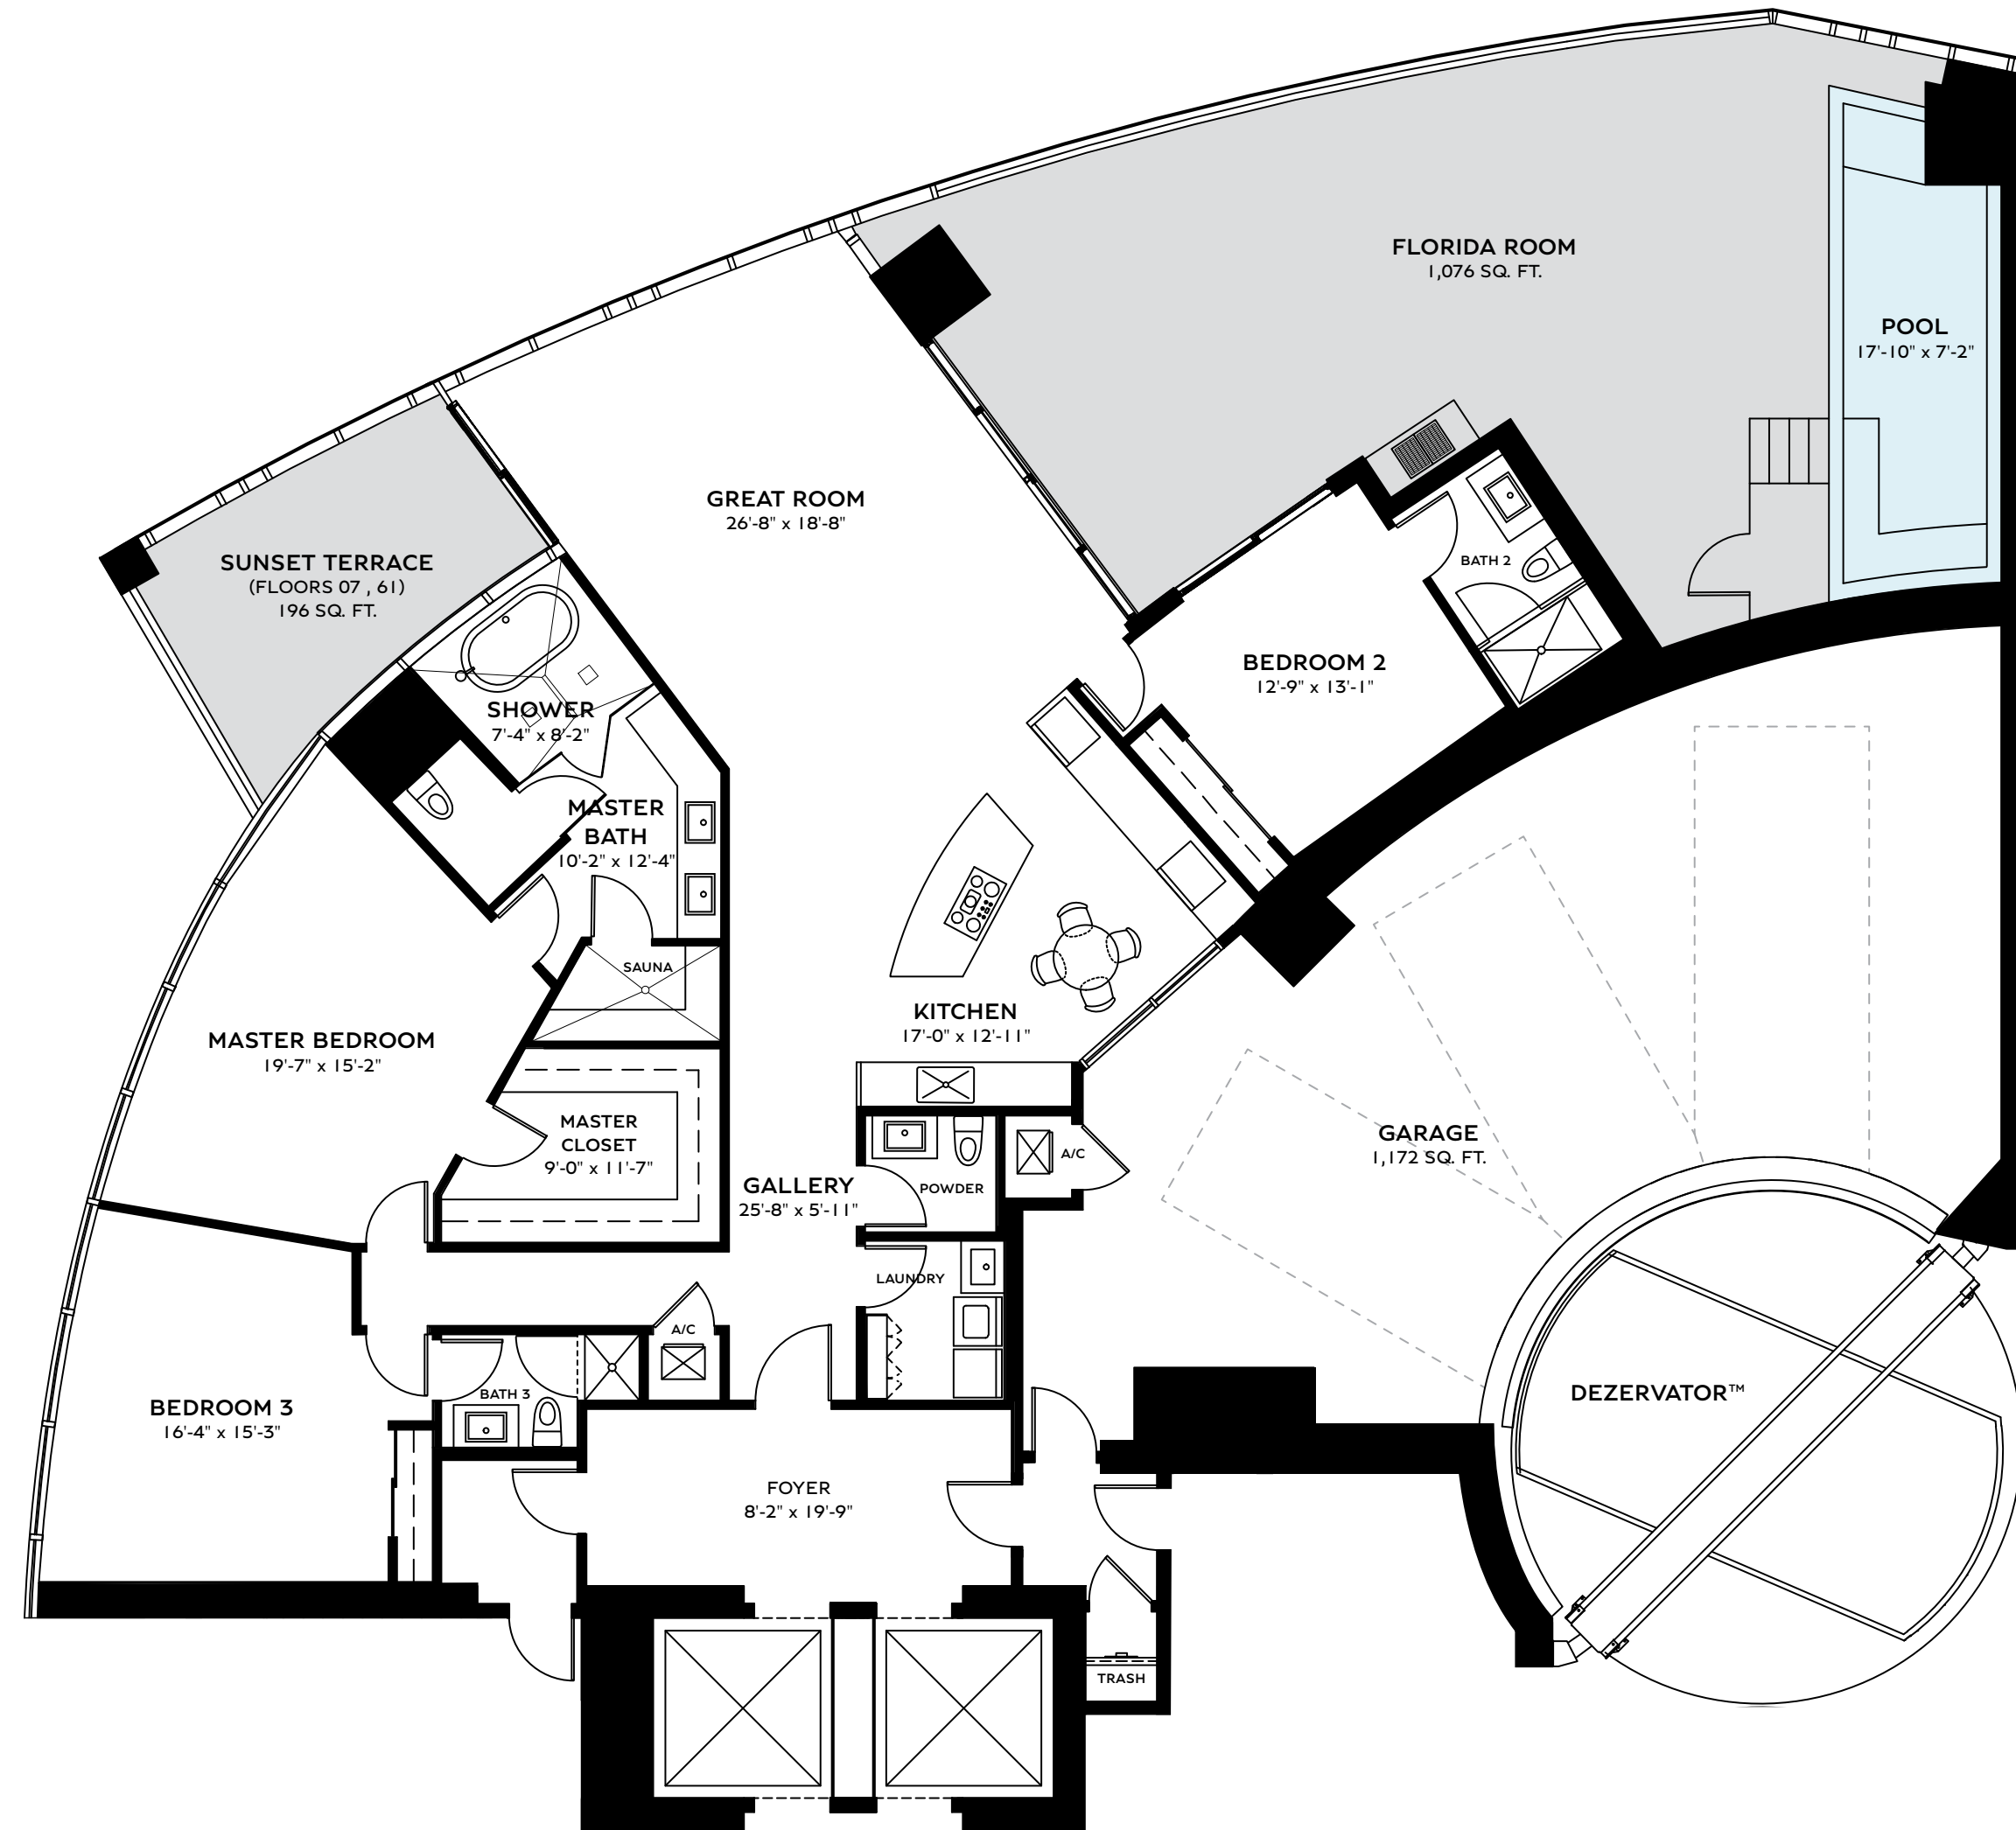 FLORIDA ROOM
1,076 SQ. FT.
POOL
17'-10" x 7'-2"
GREAT ROOM
26'-8" x 18'-8"
SUNSET TERRACE
(FLOORS 07 , 61)
196 SQ. FT.
BATH 2
BEDROOM 2
12'-9" x 13'-1"
SHOWER
7'-4" x 8'-2"
MASTER
BATH
10'-2" x 12'-4"
SAUNA
KITCHEN
17'-0" x 12'-11"
MASTER BEDROOM
19'-7" x 15'-2"
MASTER
CLOSET
9'-0" x 11'-7"
GARAGE
1,172 SQ. FT.
A/C
GALLERY
25'-8" x 5'-11"
POWDER
LAUNDRY
A/C
BATH 3
DEZERVATOR™
BEDROOM 3
16'-4" x 15'-3"
FOYER
8'-2" x 19'-9"
TRASH